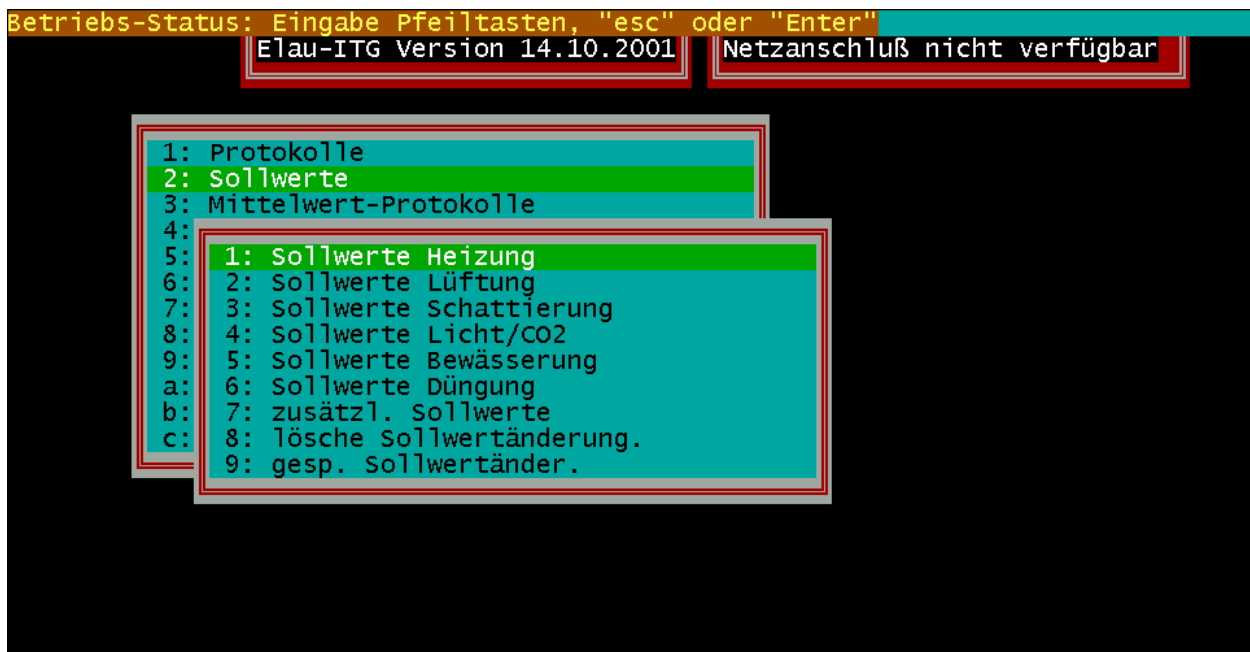 Betriebs-Status: Eingabe Pfeiltasten, "esc" oder "Enter"
Elau-ITG Version 14.10.2001
Netzanschluß nicht verfügbar
1: Protokolle
2: Sollwerte
3: Mittelwert-Protokolle
4:
5:
6:
7:
8:
9:
a:
b:
c:
1: Sollwerte Heizung
2: Sollwerte Lüftung
3: Sollwerte Schattierung
4: Sollwerte Licht/CO2
5: Sollwerte Bewässerung
6: Sollwerte Düngung
7: zusätzl. Sollwerte
8: lösche Sollwertänderung.
9: gesp. Sollwertänder.